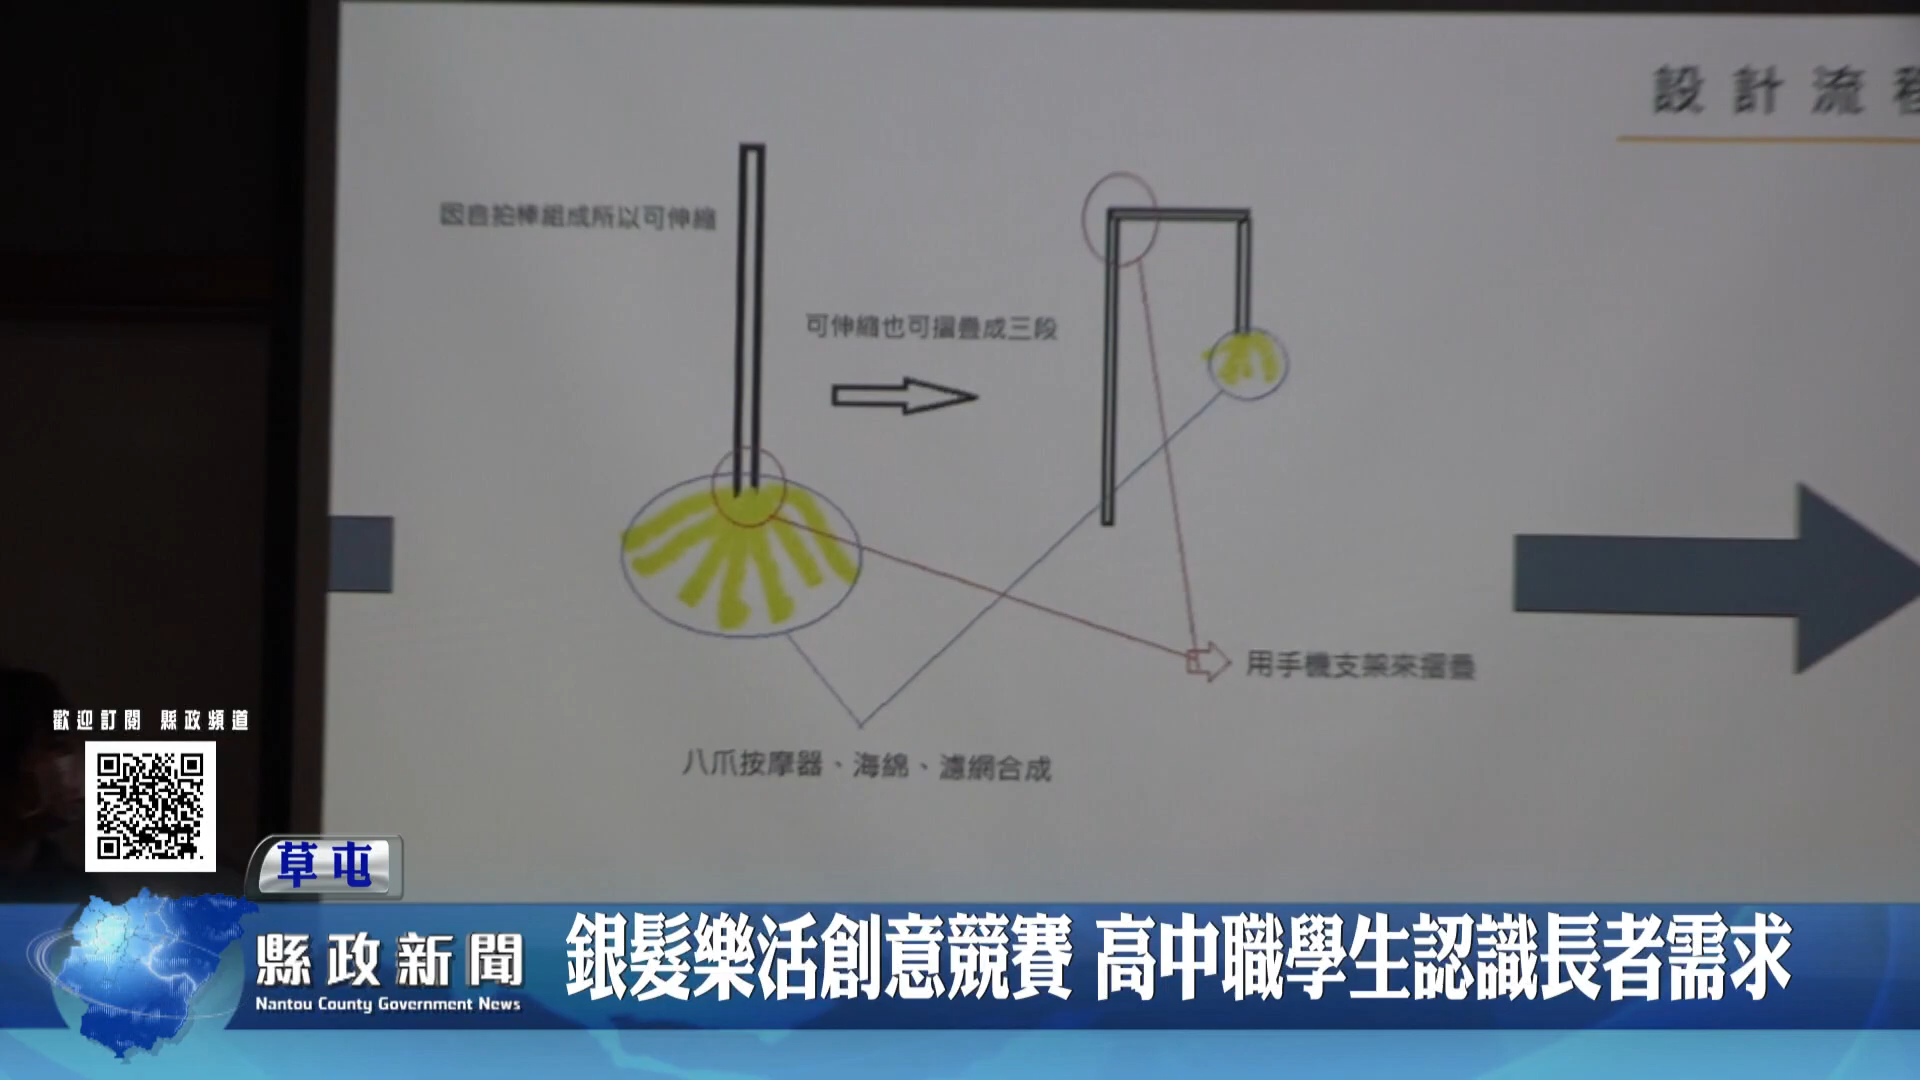 設計流程
因自拍棒組成所以可伸縮
可伸縮也可摺疊成三段
用手機支架來摺疊
八爪按摩器、海綿、濾網合成
歡迎訂閱 縣政頻道
草屯
縣政新聞
Nantou County Government News
銀髮樂活創意競賽 高中職學生認識長者需求